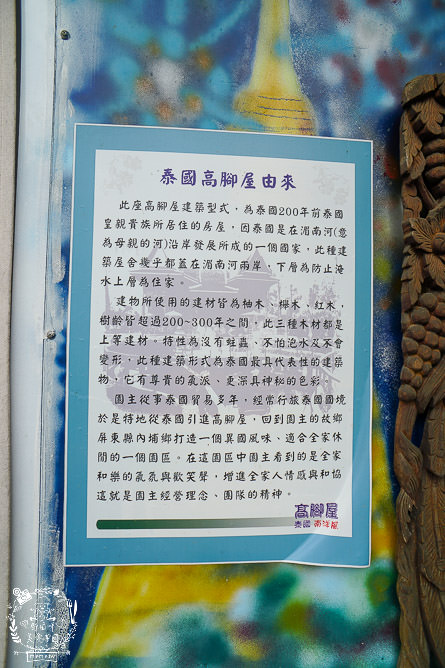 泰國高腳屋由來
此座高腳屋建築型式，為泰國200年前泰國
皇親貴族所居住的房屋，因泰國是在湄南河(意
為母親的河)沿岸發展所成的一個國家，此種建
築屋舍幾乎都蓋在湄南河兩岸，下層為防止淹
水上層為住家。
建物所使用的建材皆為柚木、櫸木、紅木，
樹齡皆超過200~300年之間，此三種木材都是
上等建材。特性為沒有蛀蟲、不怕泡水及不會
變形，此種建築形式為泰國最具代表性的建築
物，它有尊貴的氣派、更深具神秘的色彩。
園主從事泰國貿易多年，經常行旅泰國國境
於是特地從泰國引進高腳屋，回到園主的故鄉
屏東縣內埔鄉打造一個異國風味、適合全家休
閒的一個園區。在這園區中園主看到的是全家
和樂的氣氛與歡笑聲，增進全家人情感與和協
這就是園主經營理念、團隊的精神。
高腳屋
泰國 南洋風